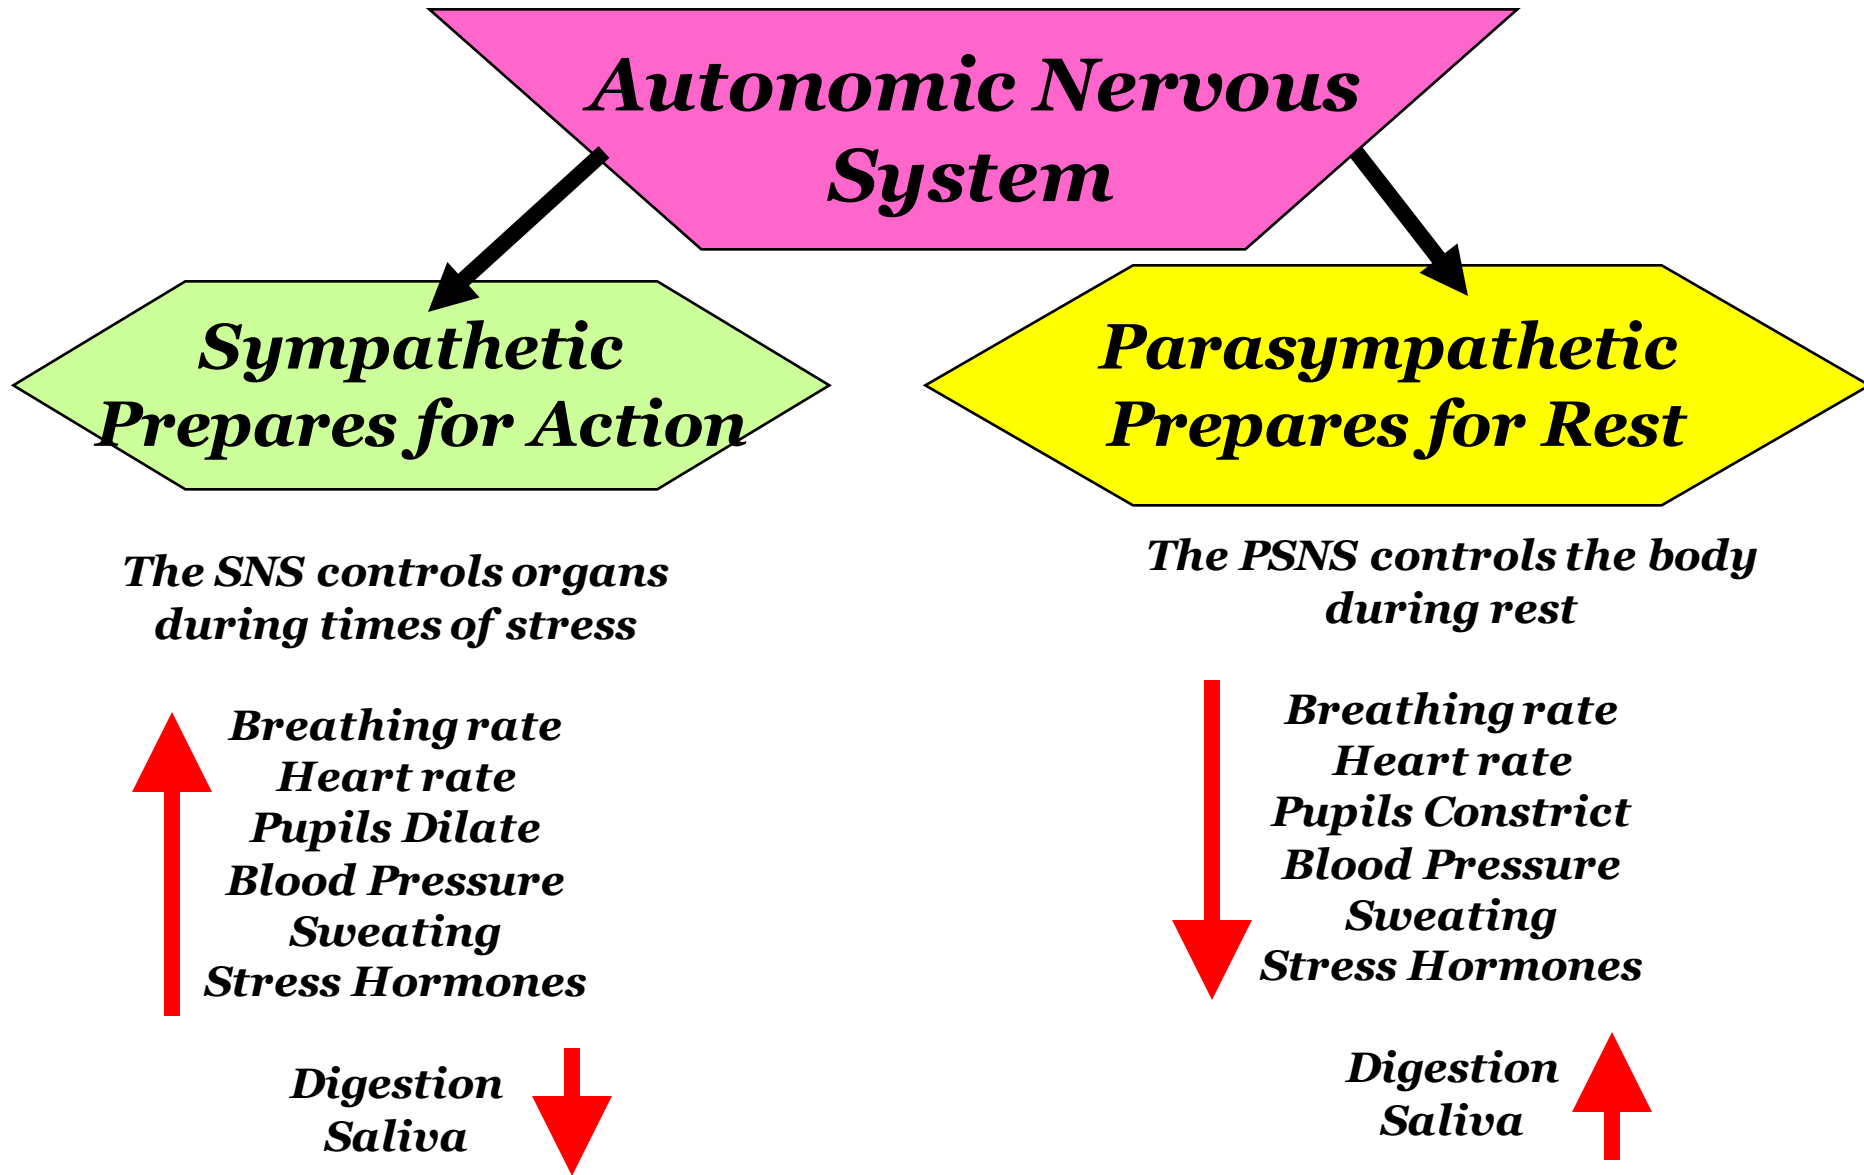 Autonomic Nervous
System
Sympathetic
Prepares for Action
Parasympathetic
Prepares for Rest
The SNS controls organs
during times of stress
Breathing rate
Heart rate
Pupils Dilate
Blood Pressure
Sweating
Stress Hormones
Digestion
Saliva
The PSNS controls the body
during rest
Breathing rate
Heart rate
Pupils Constrict
Blood Pressure
Sweating
Stress Hormones
Digestion
Saliva